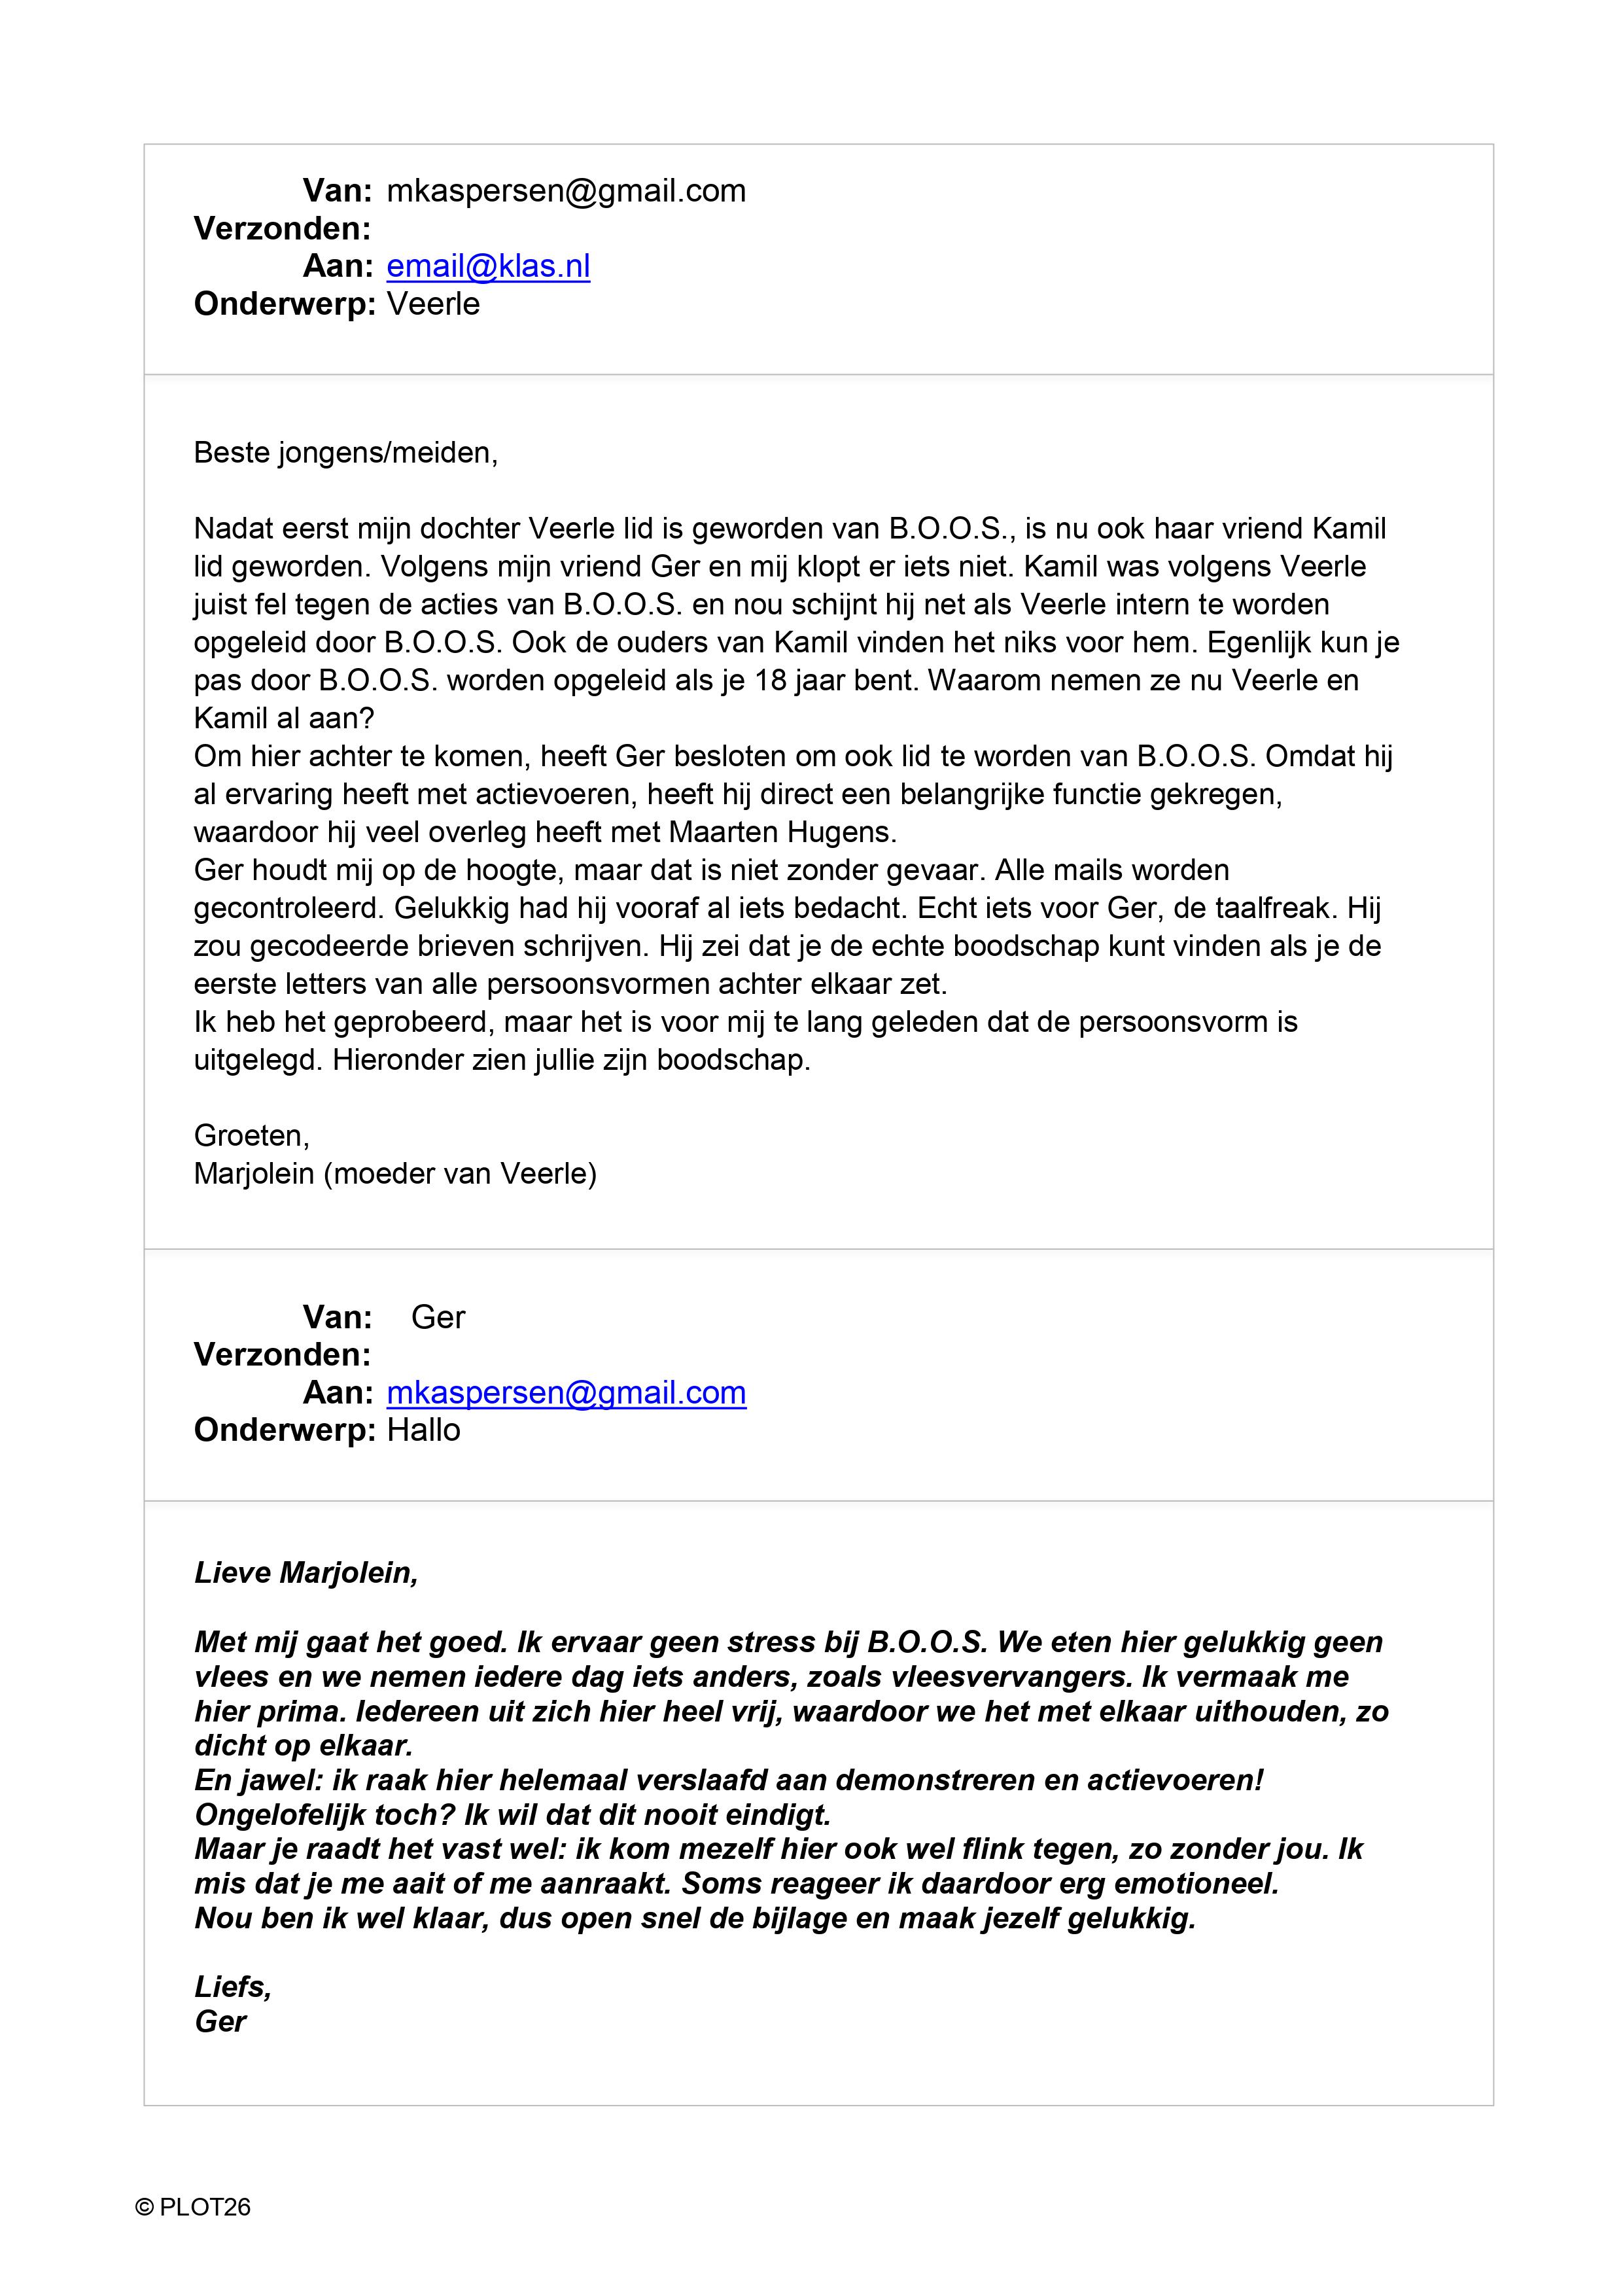 Van: mkaspersen@gmail.com
Verzonden:
Aan: email@klas.nl
Onderwerp: Veerle
Beste jongens/meiden,
Nadat eerst mijn dochter Veerle lid is geworden van B.O.O.S., is nu ook haar vriend Kamil
lid geworden. Volgens mijn vriend Ger en mij klopt er iets niet. Kamil was volgens Veerle
juist fel tegen de acties van B.O.O.S. en nou schijnt hij net als Veerle intern te worden
opgeleid door B.O.O.S. Ook de ouders van Kamil vinden het niks voor hem. Egenlijk kun je
pas door B.O.O.S. worden opgeleid als je 18 jaar bent. Waarom nemen ze nu Veerle en
Kamil al aan?
Om hier achter te komen, heeft Ger besloten om ook lid te worden van B.O.O.S. Omdat hij
al ervaring heeft met actievoeren, heeft hij direct een belangrijke functie gekregen,
waardoor hij veel overleg heeft met Maarten Hugens.
Ger houdt mij op de hoogte, maar dat is niet zonder gevaar. Alle mails worden
gecontroleerd. Gelukkig had hij vooraf al iets bedacht. Echt iets voor Ger, de taalfreak. Hij
zou gecodeerde brieven schrijven. Hij zei dat je de echte boodschap kunt vinden als je de
eerste letters van alle persoonsvormen achter elkaar zet.
Ik heb het geprobeerd, maar het is voor mij te lang geleden dat de persoonsvorm is
uitgelegd. Hieronder zien jullie zijn boodschap.
Groeten,
Marjolein (moeder van Veerle)
Van: Ger
Verzonden:
Aan: mkaspersen@gmail.com
Onderwerp: Hallo
Lieve Marjolein,
Met mij gaat het goed. Ik ervaar geen stress bij B.O.O.S. We eten hier gelukkig geen
vlees en we nemen iedere dag iets anders, zoals vleesvervangers. Ik vermaak me
hier prima. Iedereen uit zich hier heel vrij, waardoor we het met elkaar uithouden, zo
dicht op elkaar.
En jawel: ik raak hier helemaal verslaafd aan demonstreren en actievoeren!
Ongelofelijk toch? Ik wil dat dit nooit eindigt.
Maar je raadt het vast wel: ik kom mezelf hier ook wel flink tegen, zo zonder jou. Ik
mis dat je me aait of me aanraakt. Soms reageer ik daardoor erg emotioneel.
Nou ben ik wel klaar, dus open snel de bijlage en maak jezelf gelukkig.
Liefs,
Ger
© PLOT26